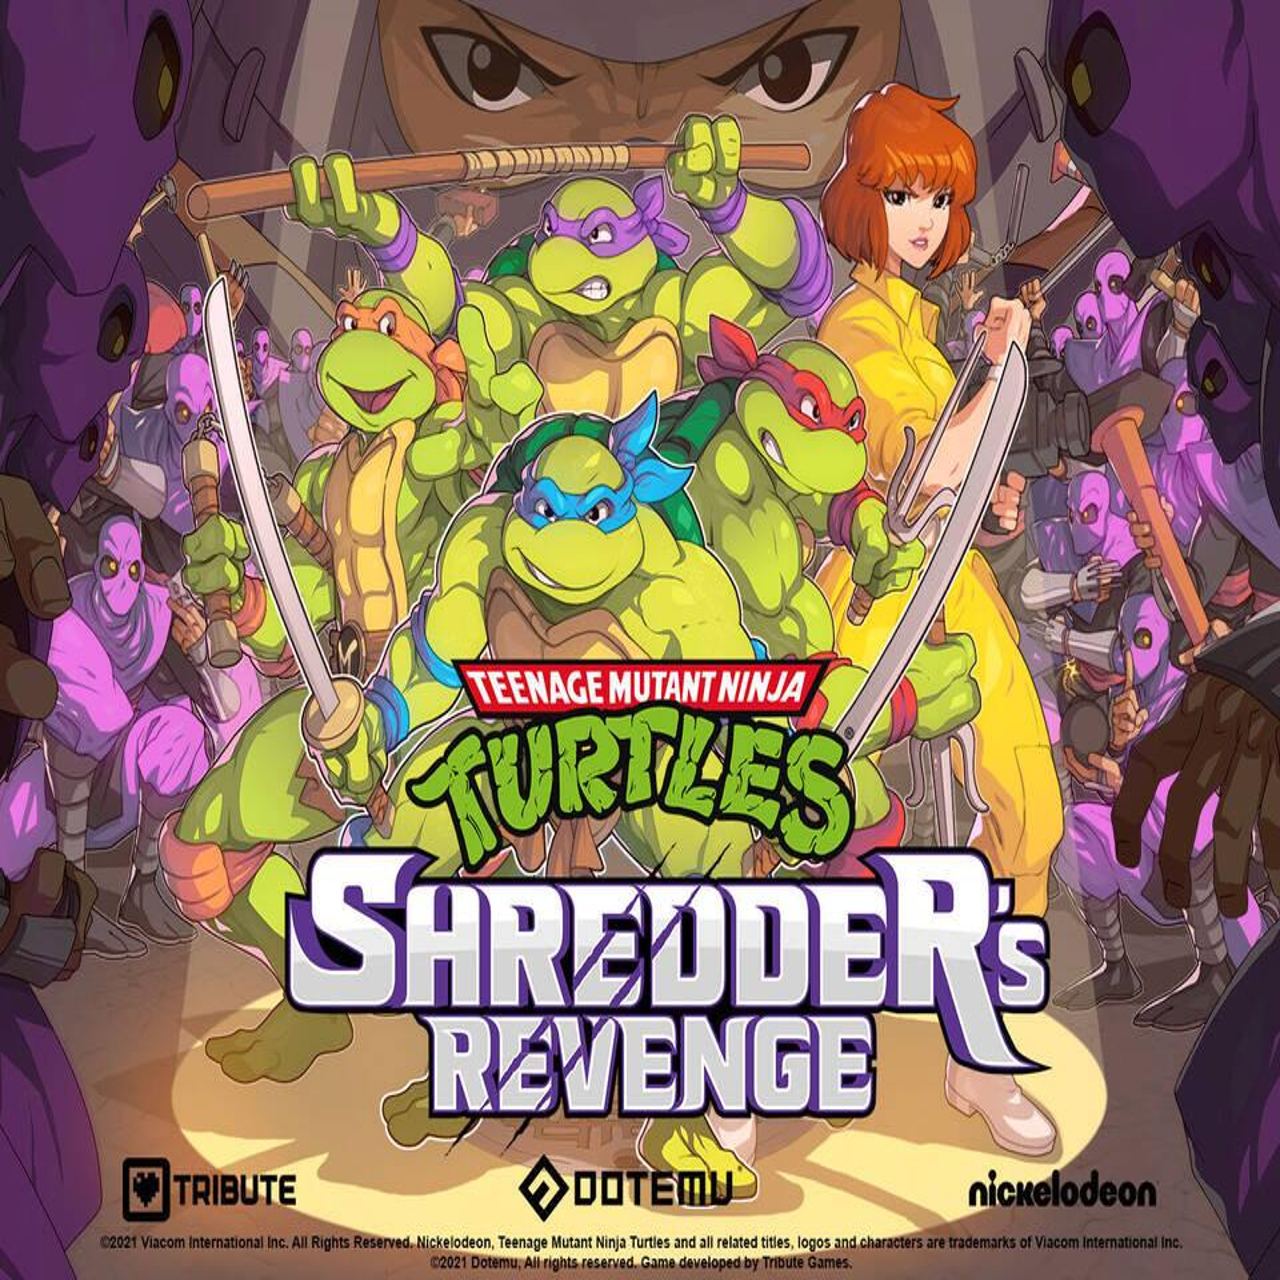 TEENAGE MUTANT NINJA
TURTLES®
SHREDDER'S
REVENGE
TRIBUTE
DOTEMU
nickelodeon
©2021 Viacom International Inc. All Rights Reserved. Nickelodeon, Teenage Mutant Ninja Turtles and all related titles, logos and characters are trademarks of Viacom International Inc.
©2021 Dotemu, All rights reserved. Game developed by Tribute Games.